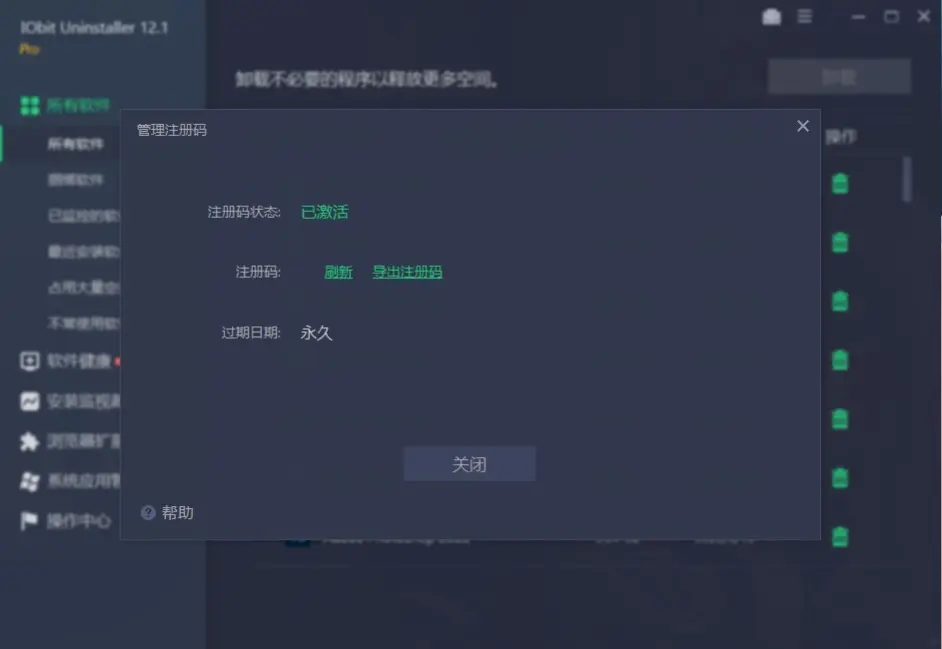 IObit Uninstaller 12.1
Pro
卸载不必要的程序以释放更多空间。
卸载
所有软件
管理注册码
操作
所有软件
捆绑软件
注册码状态: 已激活
已监控的软
最近安装软
注册码: 刷新 导出注册码
占用大量空
不常使用软
过期日期: 永久
软件健康
安装监视器
浏览器扩展
关闭
系统应用管
帮助
操作中心